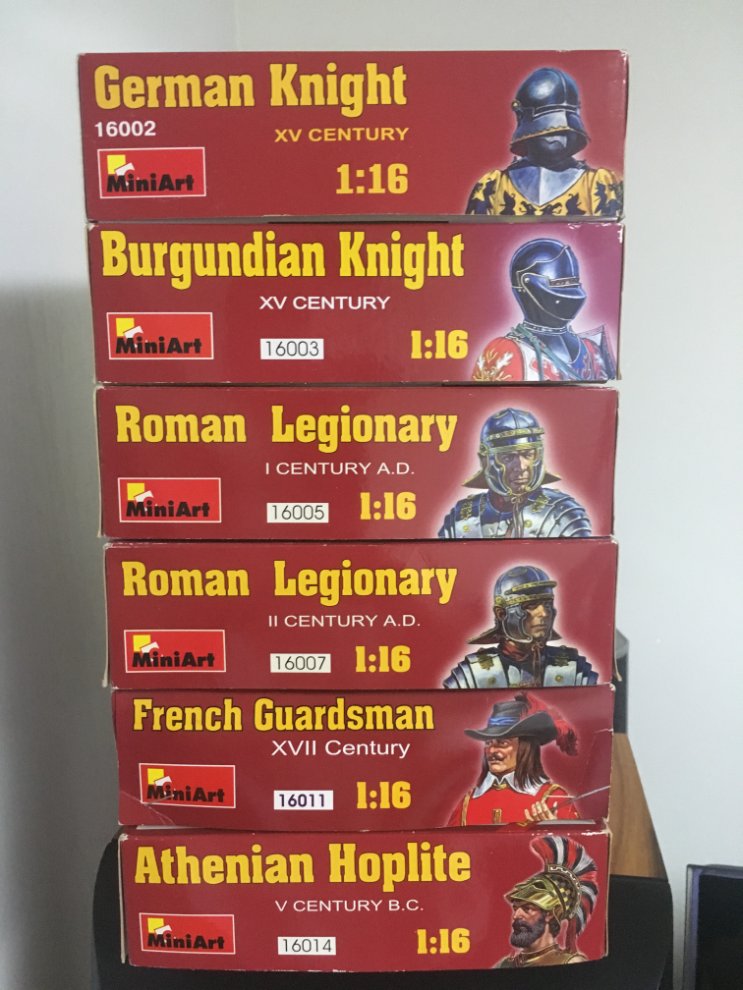 German Knight
16002
XV CENTURY
MiniArt
1:16
Burgundian Knight
XV CENTURY
MiniArt
16003
1:16
Roman Legionary
I CENTURY A.D.
MiniArt
16005
1:16
Roman Legionary
II CENTURY A.D.
MiniArt
16007
1:16
French Guardsman
XVII Century
MiniArt
16011
1:16
Athenian Hoplite
V CENTURY B.C.
MiniArt
16014
1:16